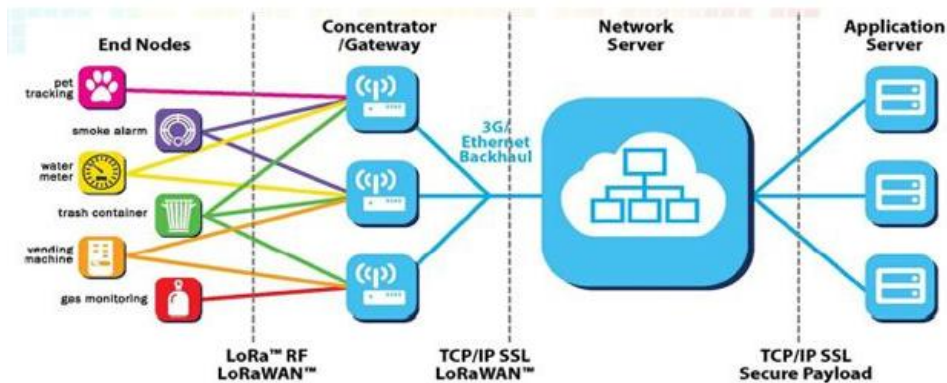 End Nodes
Concentrator
/Gateway
Network
Server
Application
Server
pet
tracking
smoke alarm
water
meter
trash container
vending
machine
gas monitoring
3G/
Ethernet
Backhaul
LoRa™ RF
LoRaWAN™
TCP/IP SSL
LoRaWAN™
TCP/IP SSL
Secure Payload